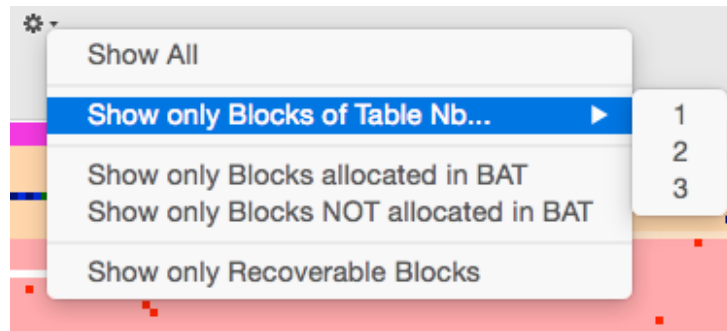 Show All
Show only Blocks of Table Nb...
1
2
3
Show only Blocks allocated in BAT
Show only Blocks NOT allocated in BAT
Show only Recoverable Blocks